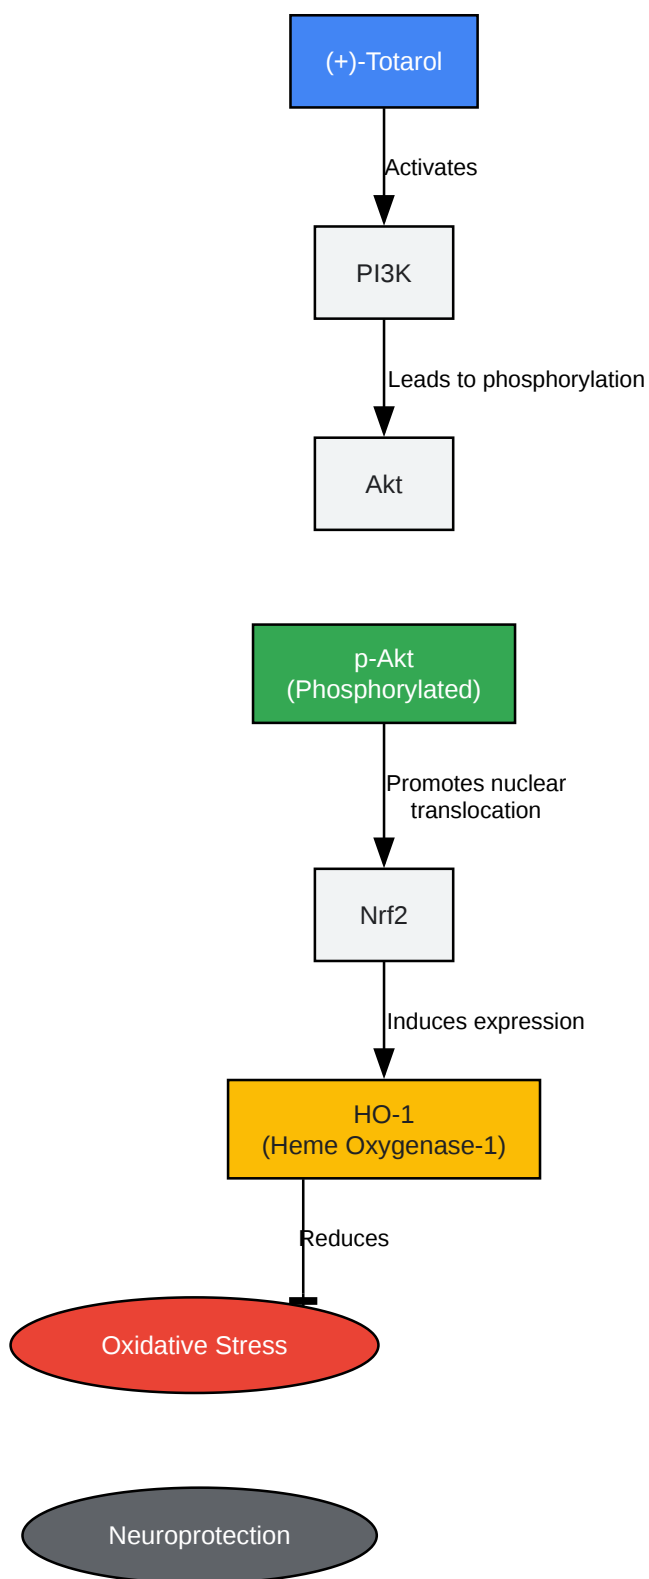 (+)-Totarol
Activates
PI3K
Leads to phosphorylation
Akt
p-Akt
(Phosphorylated)
Promotes nuclear
translocation
Nrf2
Induces expression
HO-1
(Heme Oxygenase-1)
Reduces
Oxidative Stress
Neuroprotection